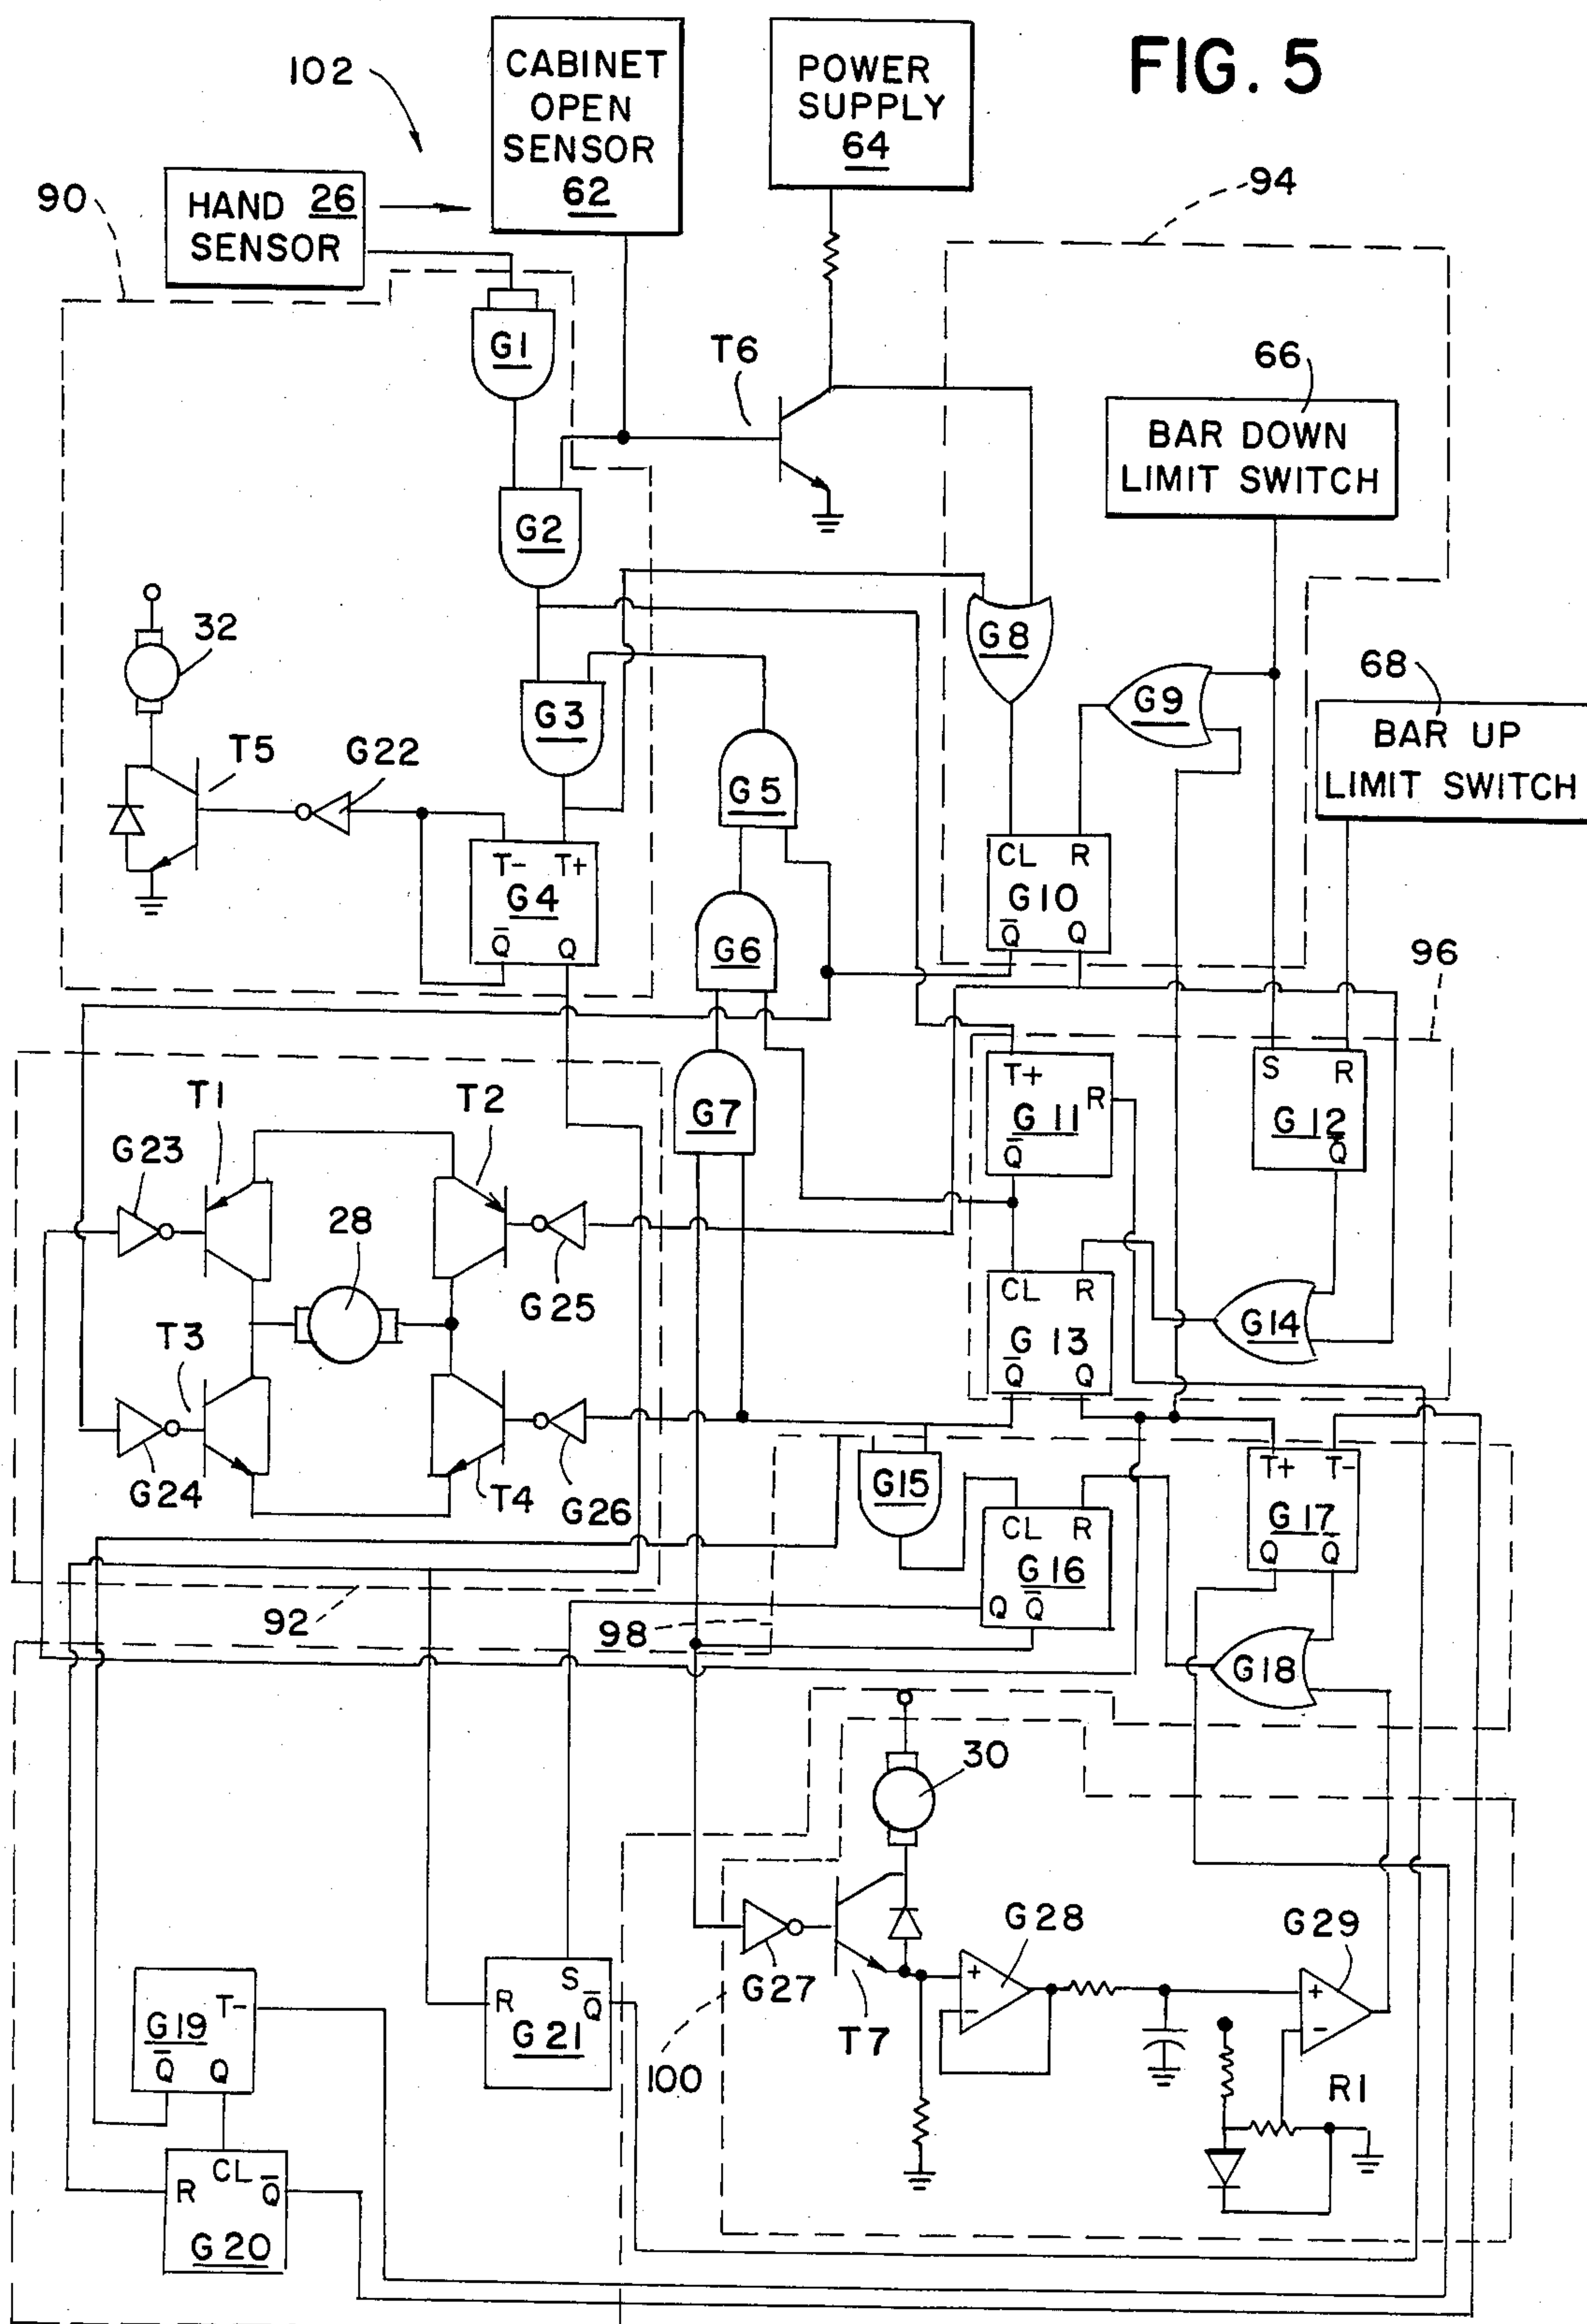 FIG. 5
102
CABINET
OPEN
SENSOR
62
POWER
SUPPLY
64
94
90
HAND 26
SENSOR
G1
T6
66
BAR DOWN
LIMIT SWITCH
G2
32
G8
G9
68
BAR UP
LIMIT SWITCH
G3
T5
G22
G5
T- T+
G4
Q̅ Q
CL R
G10
Q̅ Q
G6
96
T1
T2
G7
T+
G11 R
Q̅
S R
G12
Q̅
G23
28
G25
CL R
G13
Q̅ Q
G14
T3
G24
T4
G26
G15
T+ T-
G17
Q Q̅
CL R
G16
Q Q̅
92
98
G18
30
G28
G29
+
-
+
-
G27
T7
T-
G19
Q̅ Q
S
R Q̅
G21
100
R1
CL
R Q̅
G20